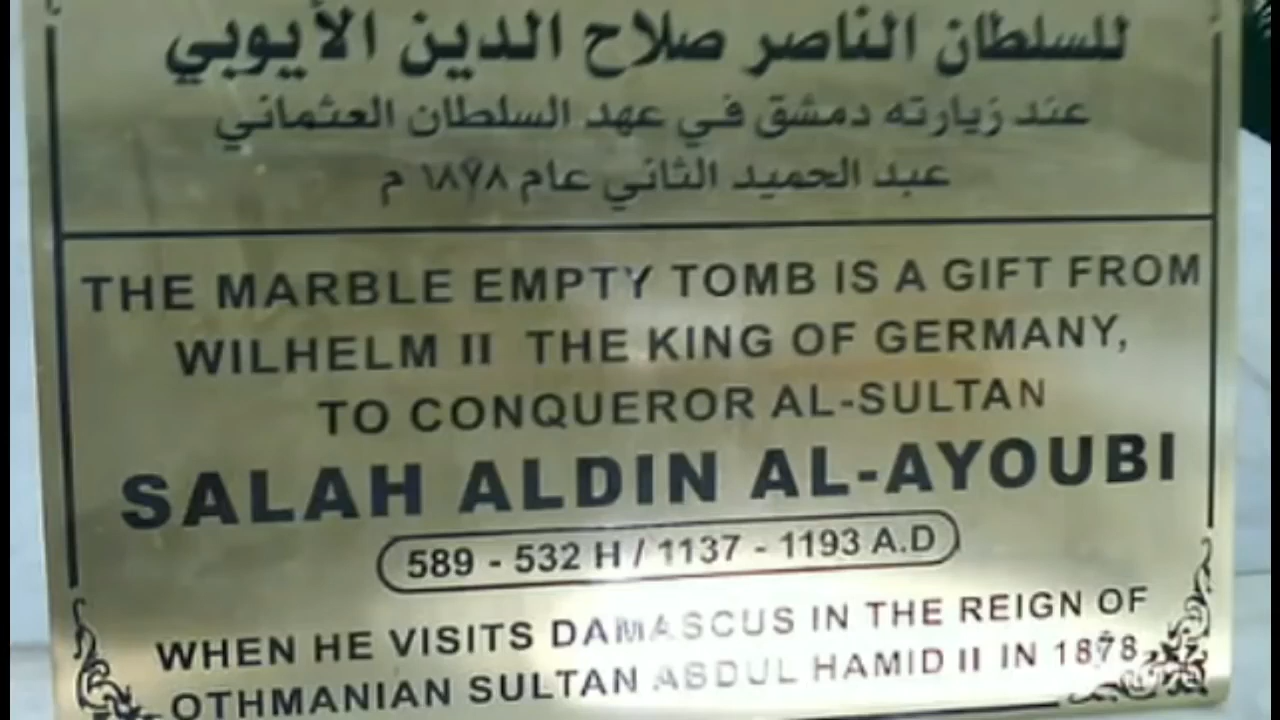 للسلطان الناصر صلاح الدين الأيوبي
عند زيارته دمشق في عهد السلطان العثماني
عبد الحميد الثاني عام ١٨٧٨ م
THE MARBLE EMPTY TOMB IS A GIFT FROM
WILHELM II THE KING OF GERMANY,
TO CONQUEROR AL-SULTAN
SALAH ALDIN AL-AYOUBI
589 - 532 H / 1137 - 1193 A.D
WHEN HE VISITS DAMASCUS IN THE REIGN OF
OTHMANIAN SULTAN ABDUL HAMID II IN 1878